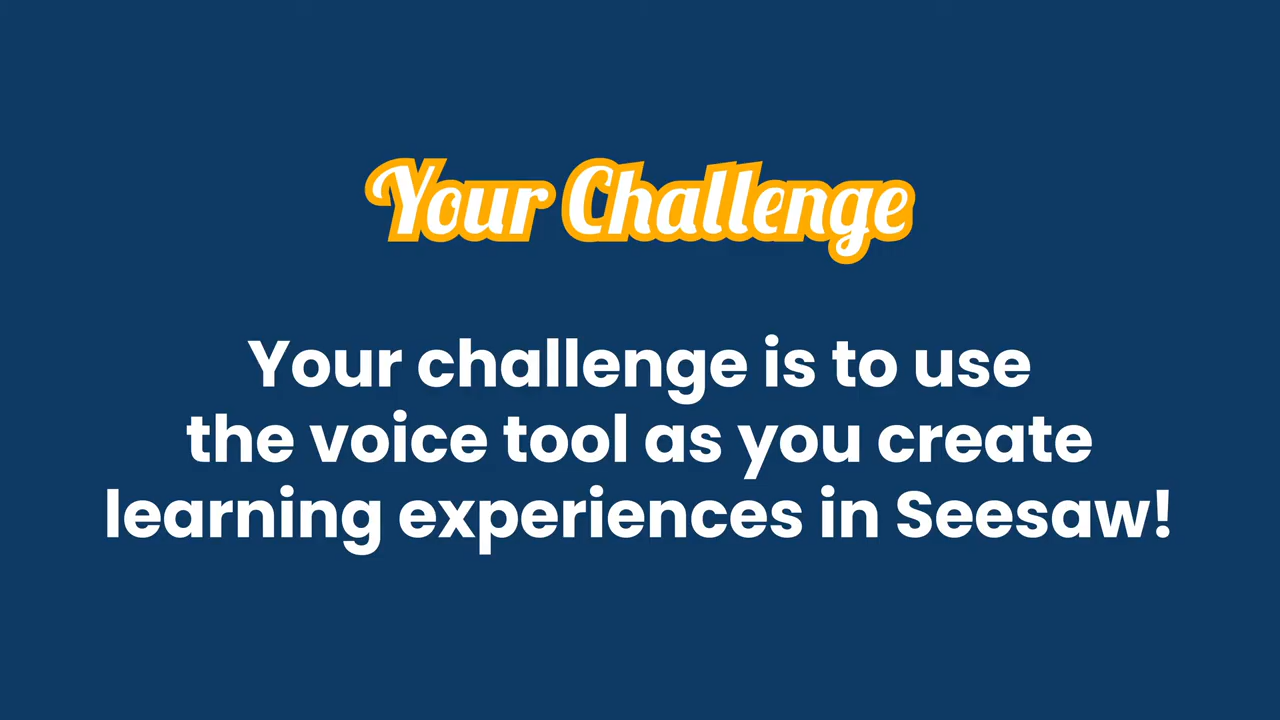 Your Challenge
Your challenge is to use
the voice tool as you create
learning experiences in Seesaw!